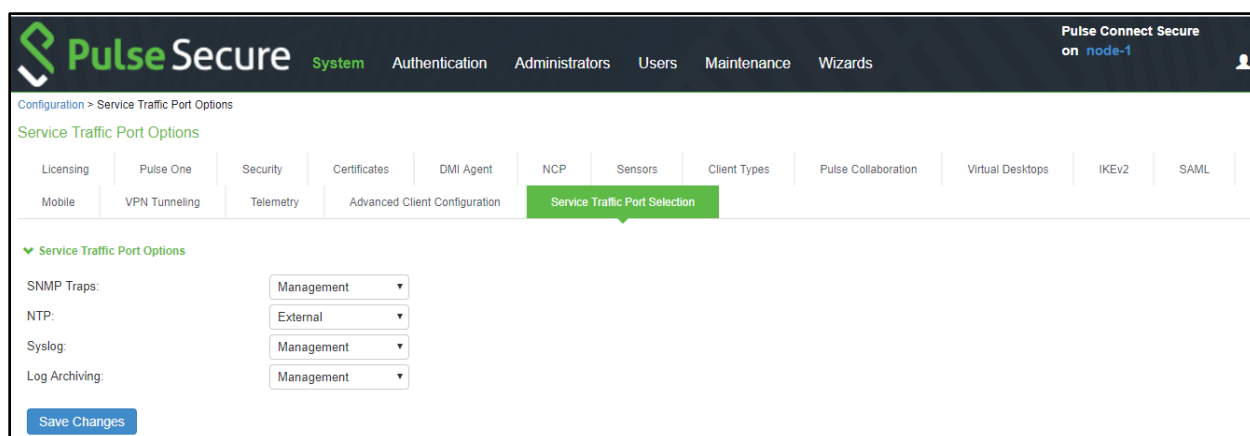 Pulse Secure System Authentication Administrators Users Maintenance Wizards
Pulse Connect Secure
on node-1
Configuration > Service Traffic Port Options
Service Traffic Port Options
Licensing Pulse One Security Certificates DMI Agent NCP Sensors Client Types Pulse Collaboration Virtual Desktops IKEv2 SAML
Mobile VPN Tunneling Telemetry Advanced Client Configuration Service Traffic Port Selection
Service Traffic Port Options
SNMP Traps: Management
NTP: External
Syslog: Management
Log Archiving: Management
Save Changes